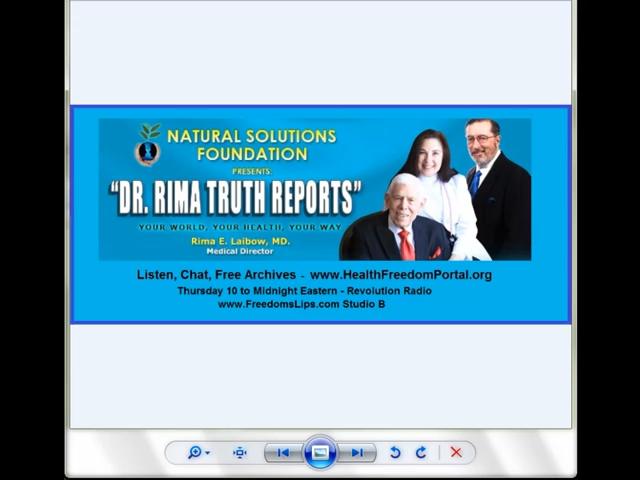 NATURAL SOLUTIONS
FOUNDATION
PRESENTS:
"DR. RIMA TRUTH REPORTS"
YOUR WORLD, YOUR HEALTH, YOUR WAY
Rima E. Laibow, MD.
Medical Director
Listen, Chat, Free Archives - www.HealthFreedomPortal.org
Thursday 10 to Midnight Eastern - Revolution Radio
www.FreedomsLips.com Studio B